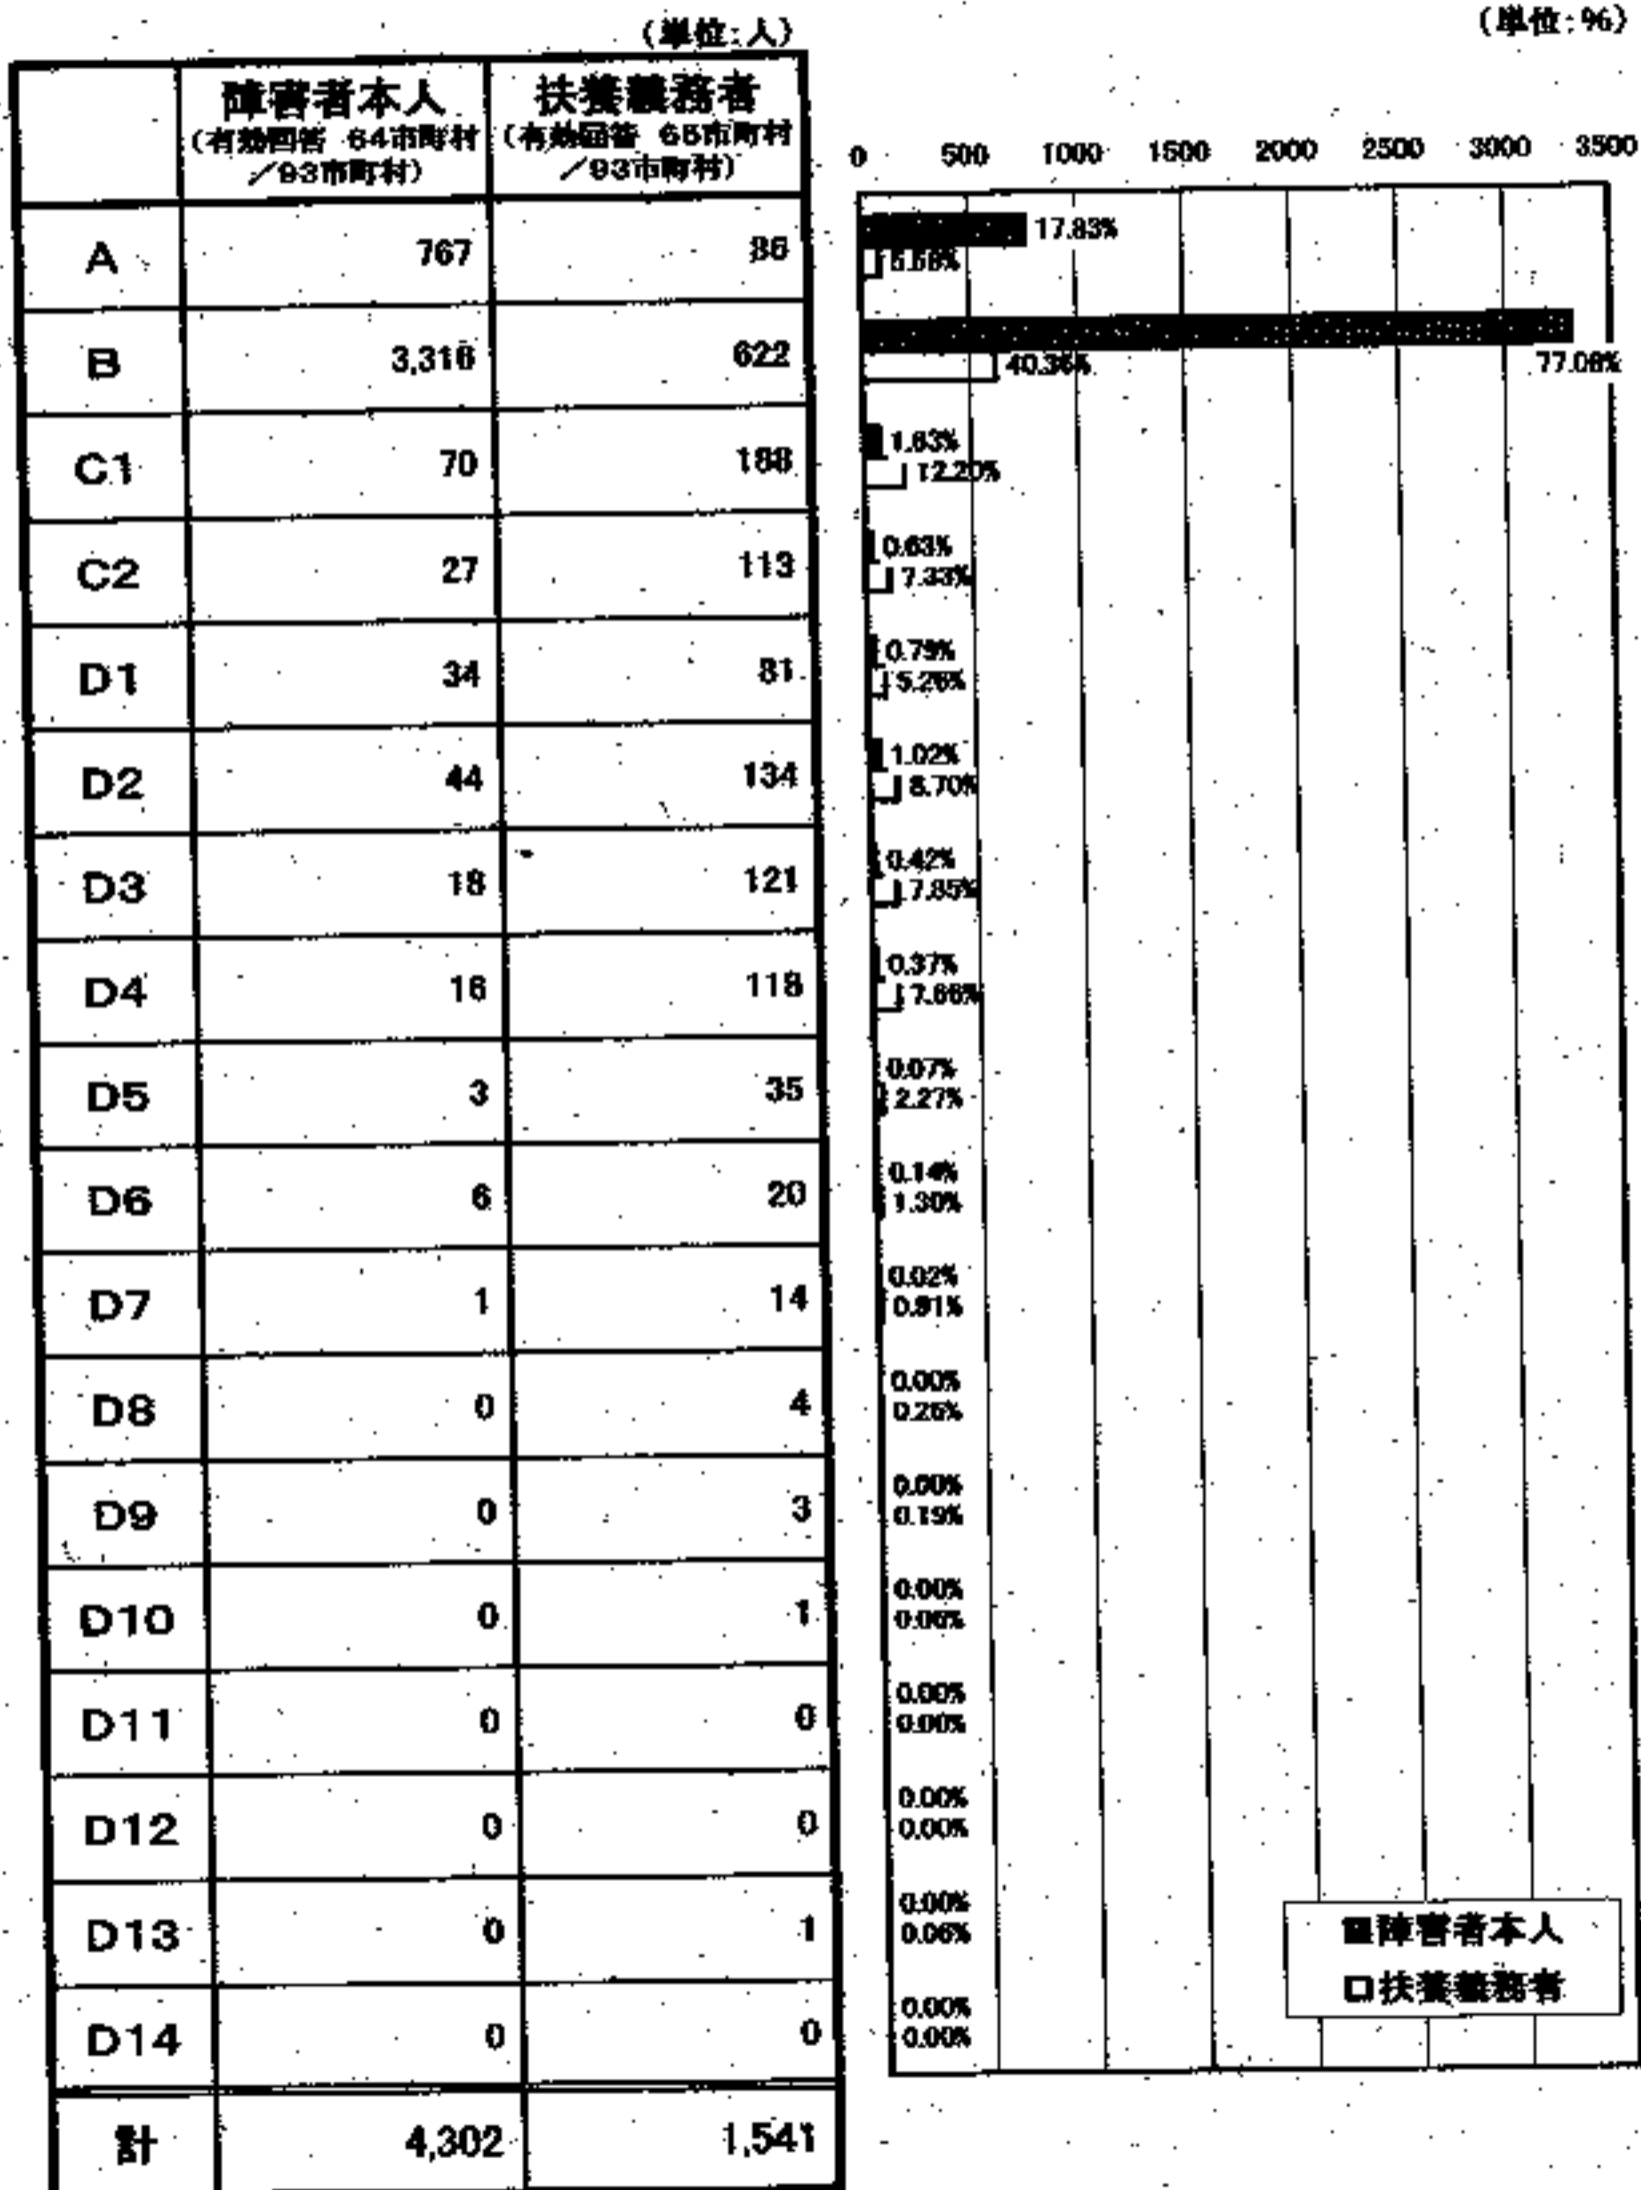 (単位:人)
(単位:%)
障害者本人 扶養義務者
(有効回答 64市町村 (有効回答 65市町村
/93市町村) /93市町村)
0 500 1000 1500 2000 2500 3000 3500
A 767 86 17.83%
5.58%
B 3,316 622 77.08%
40.36%
C1 70 188 1.63%
12.20%
C2 27 113 0.63%
7.33%
D1 34 81 0.79%
5.26%
D2 44 134 1.02%
8.70%
D3 18 121 0.42%
7.85%
D4 16 118 0.37%
7.66%
D5 3 35 0.07%
2.27%
D6 6 20 0.14%
1.30%
D7 1 14 0.02%
0.91%
D8 0 4 0.00%
0.26%
D9 0 3 0.00%
0.19%
D10 0 1 0.00%
0.06%
D11 0 0 0.00%
0.00%
D12 0 0 0.00%
0.00%
D13 0 1 0.00%
0.06%
D14 0 0 0.00%
0.00%
計 4,302 1,541
障害者本人
扶養義務者